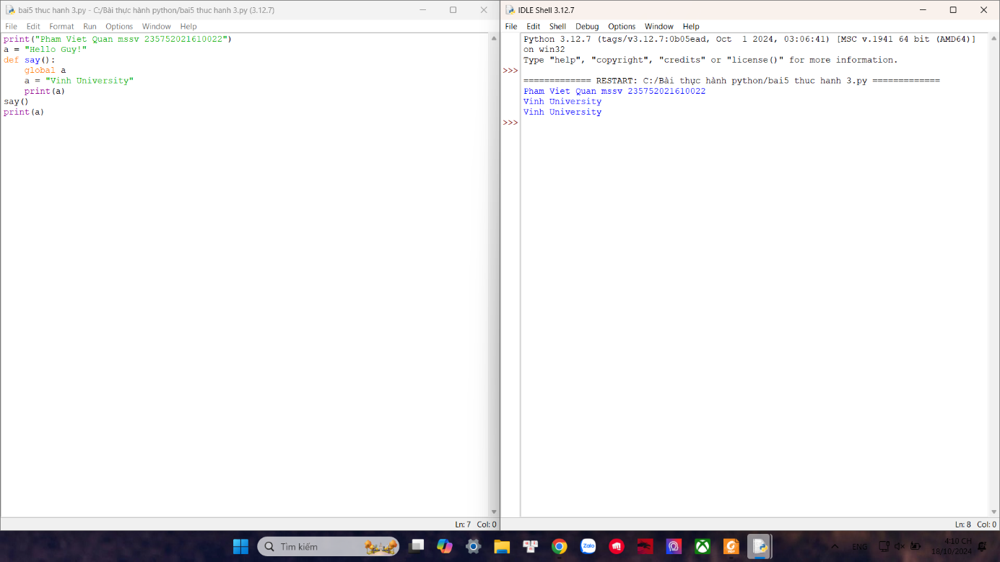 bai5 thuc hanh 3.py - C:/Bài thực hành python/bai5 thuc hanh 3.py (3.12.7)
File Edit Format Run Options Window Help
print("Pham Viet Quan mssv 235752021610022")
a = "Hello Guy!"
def say():
    global a
    a = "Vinh University"
    print(a)
say()
print(a)
Ln: 7 Col: 0
IDLE Shell 3.12.7
File Edit Shell Debug Options Window Help
Python 3.12.7 (tags/v3.12.7:0b05ead, Oct  1 2024, 03:06:41) [MSC v.1941 64 bit (AMD64)]
on win32
Type "help", "copyright", "credits" or "license()" for more information.
>>>
============= RESTART: C:/Bài thực hành python/bai5 thuc hanh 3.py =============
Pham Viet Quan mssv 235752021610022
Vinh University
Vinh University
>>>
Ln: 8 Col: 0
Tìm kiếm
Zalo
ENG
4:10 CH
18/10/2024